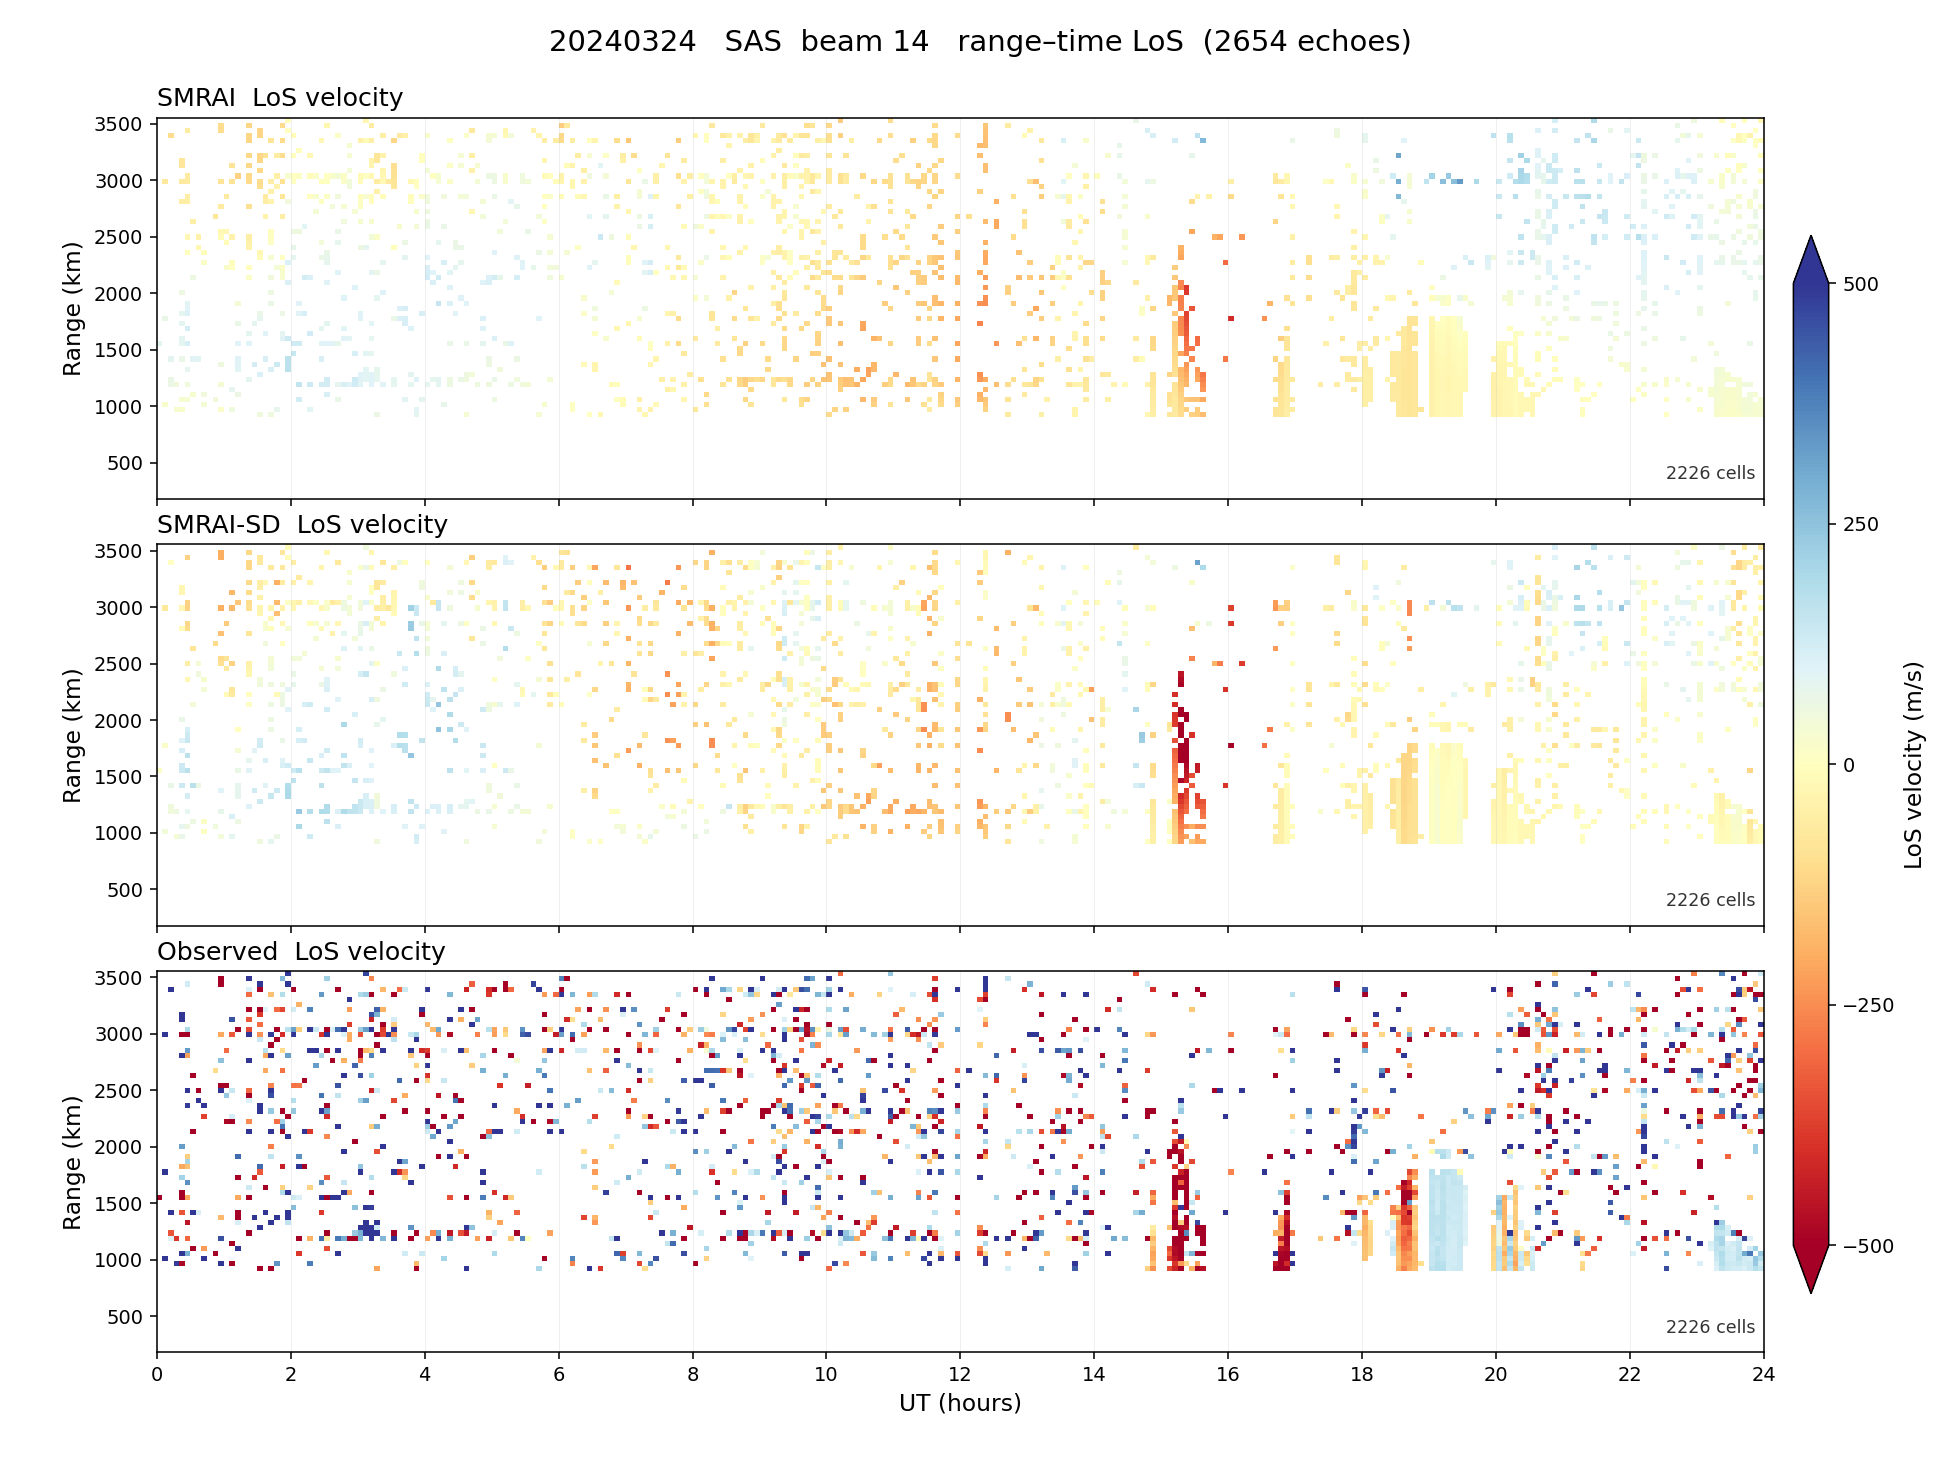 20240324   SAS  beam 14   range–time LoS  (2654 echoes)
SMRAI  LoS velocity
3500
3000
2500
2000
1500
1000
500
Range (km)
2226 cells
SMRAI-SD  LoS velocity
3500
3000
2500
2000
1500
1000
500
Range (km)
2226 cells
Observed  LoS velocity
3500
3000
2500
2000
1500
1000
500
Range (km)
2226 cells
0 2 4 6 8 10 12 14 16 18 20 22 24
UT (hours)
500
250
0
−250
−500
LoS velocity (m/s)